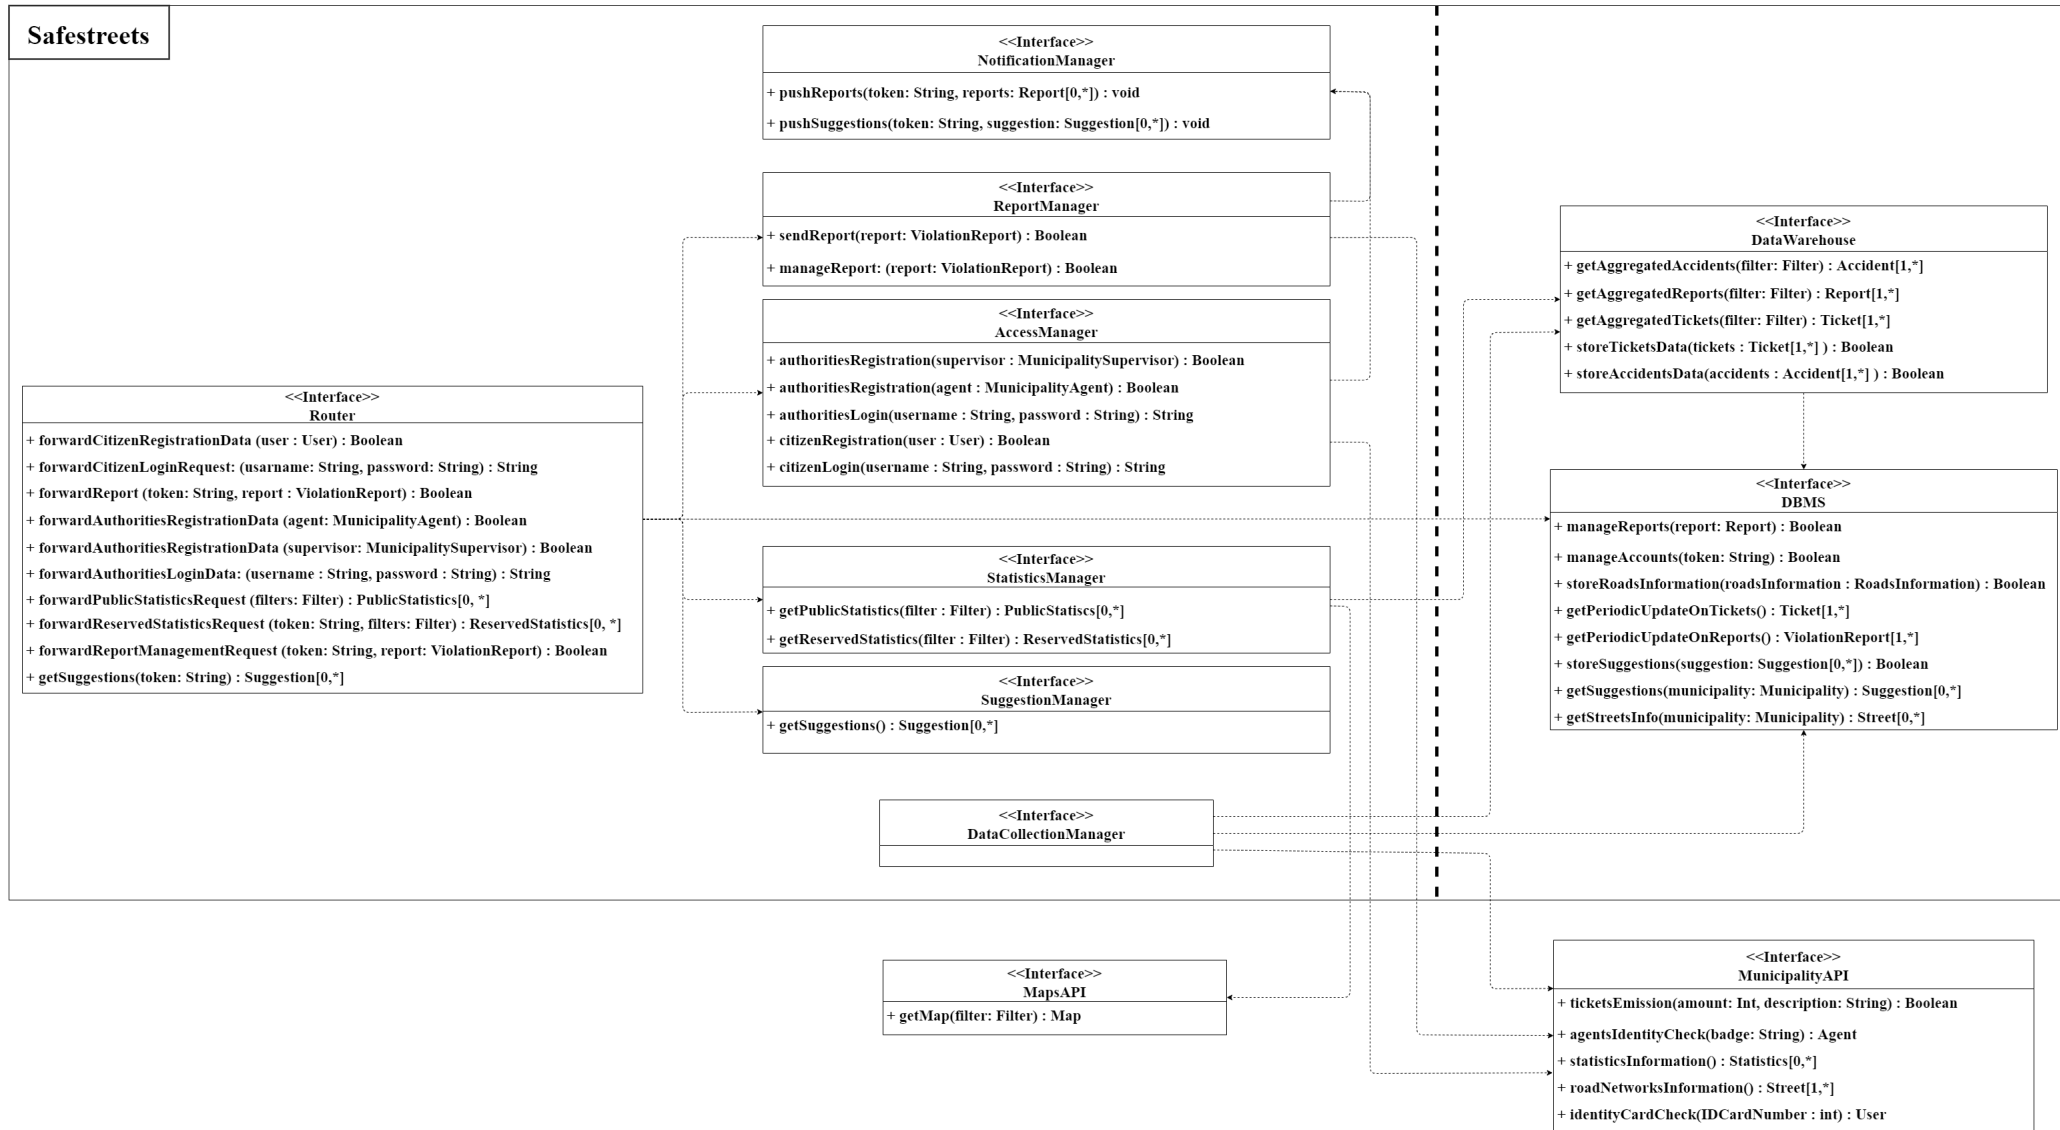 Safestreets
<<Interface>>
NotificationManager
+ pushReports(token: String, reports: Report[0,*]) : void
+ pushSuggestions(token: String, suggestion: Suggestion[0,*]) : void
<<Interface>>
ReportManager
+ sendReport(report: ViolationReport) : Boolean
+ manageReport: (report: ViolationReport) : Boolean
<<Interface>>
AccessManager
+ authoritiesRegistration(supervisor : MunicipalitySupervisor) : Boolean
+ authoritiesRegistration(agent : MunicipalityAgent) : Boolean
+ authoritiesLogin(username : String, password : String) : String
+ citizenRegistration(user : User) : Boolean
+ citizenLogin(username : String, password : String) : String
<<Interface>>
Router
+ forwardCitizenRegistrationData (user : User) : Boolean
+ forwardCitizenLoginRequest: (usarname: String, password: String) : String
+ forwardReport (token: String, report : ViolationReport) : Boolean
+ forwardAuthoritiesRegistrationData (agent: MunicipalityAgent) : Boolean
+ forwardAuthoritiesRegistrationData (supervisor: MunicipalitySupervisor) : Boolean
+ forwardAuthoritiesLoginData: (username : String, password : String) : String
+ forwardPublicStatisticsRequest (filters: Filter) : PublicStatistics[0, *]
+ forwardReservedStatisticsRequest (token: String, filters: Filter) : ReservedStatistics[0, *]
+ forwardReportManagementRequest (token: String, report: ViolationReport) : Boolean
+ getSuggestions(token: String) : Suggestion[0,*]
<<Interface>>
StatisticsManager
+ getPublicStatistics(filter : Filter) : PublicStatiscs[0,*]
+ getReservedStatistics(filter : Filter) : ReservedStatistics[0,*]
<<Interface>>
SuggestionManager
+ getSuggestions() : Suggestion[0,*]
<<Interface>>
DataCollectionManager
<<Interface>>
DataWarehouse
+ getAggregatedAccidents(filter: Filter) : Accident[1,*]
+ getAggregatedReports(filter: Filter) : Report[1,*]
+ getAggregatedTickets(filter: Filter) : Ticket[1,*]
+ storeTicketsData(tickets : Ticket[1,*] ) : Boolean
+ storeAccidentsData(accidents : Accident[1,*] ) : Boolean
<<Interface>>
DBMS
+ manageReports(report: Report) : Boolean
+ manageAccounts(token: String) : Boolean
+ storeRoadsInformation(roadsInformation : RoadsInformation) : Boolean
+ getPeriodicUpdateOnTickets() : Ticket[1,*]
+ getPeriodicUpdateOnReports() : ViolationReport[1,*]
+ storeSuggestions(suggestion: Suggestion[0,*]) : Boolean
+ getSuggestions(municipality: Municipality) : Suggestion[0,*]
+ getStreetsInfo(municipality: Municipality) : Street[0,*]
<<Interface>>
MapsAPI
+ getMap(filter: Filter) : Map
<<Interface>>
MunicipalityAPI
+ ticketsEmission(amount: Int, description: String) : Boolean
+ agentsIdentityCheck(badge: String) : Agent
+ statisticsInformation() : Statistics[0,*]
+ roadNetworksInformation() : Street[1,*]
+ identityCardCheck(IDCardNumber : int) : User